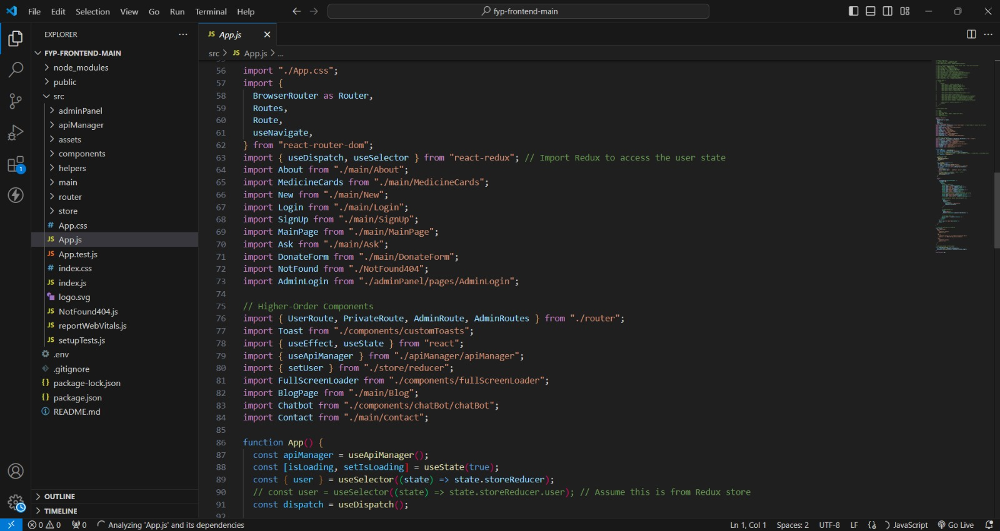 File Edit Selection View Go Run Terminal Help
fyp-frontend-main
EXPLORER
FYP-FRONTEND-MAIN
node_modules
public
src
adminPanel
apiManager
assets
components
helpers
main
router
store
# App.css
JS App.js
JS App.test.js
# index.css
JS index.js
logo.svg
JS NotFound404.js
JS reportWebVitals.js
JS setupTests.js
.env
.gitignore
{} package-lock.json
{} package.json
README.md
OUTLINE
TIMELINE
1
JS App.js
src > JS App.js > ...
56 import "./App.css";
57 import {
58 BrowserRouter as Router,
59 Routes,
60 Route,
61 useNavigate,
62 } from "react-router-dom";
63 import { useDispatch, useSelector } from "react-redux"; // Import Redux to access the user state
64 import About from "./main/About";
65 import MedicineCards from "./main/MedicineCards";
66 import New from "./main/New";
67 import Login from "./main/Login";
68 import SignUp from "./main/SignUp";
69 import MainPage from "./main/MainPage";
70 import Ask from "./main/Ask";
71 import DonateForm from "./main/DonateForm";
72 import NotFound from "./NotFound404";
73 import AdminLogin from "./adminPanel/pages/AdminLogin";
74
75 // Higher-Order Components
76 import { UserRoute, PrivateRoute, AdminRoute, AdminRoutes } from "./router";
77 import Toast from "./components/customToasts";
78 import { useEffect, useState } from "react";
79 import { useApiManager } from "./apiManager/apiManager";
80 import { setUser } from "./store/reducer";
81 import FullScreenLoader from "./components/fullScreenLoader";
82 import BlogPage from "./main/Blog";
83 import Chatbot from "./components/chatBot/chatBot";
84 import Contact from "./main/Contact";
85
86 function App() {
87 const apiManager = useApiManager();
88 const [isLoading, setIsLoading] = useState(true);
89 const { user } = useSelector((state) => state.storeReducer);
90 // const user = useSelector((state) => state.storeReducer.user); // Assume this is from Redux store
91 const dispatch = useDispatch();
92
0 0 0 Analyzing 'App.js' and its dependencies
Ln 1, Col 1 Spaces: 2 UTF-8 LF JavaScript Go Live